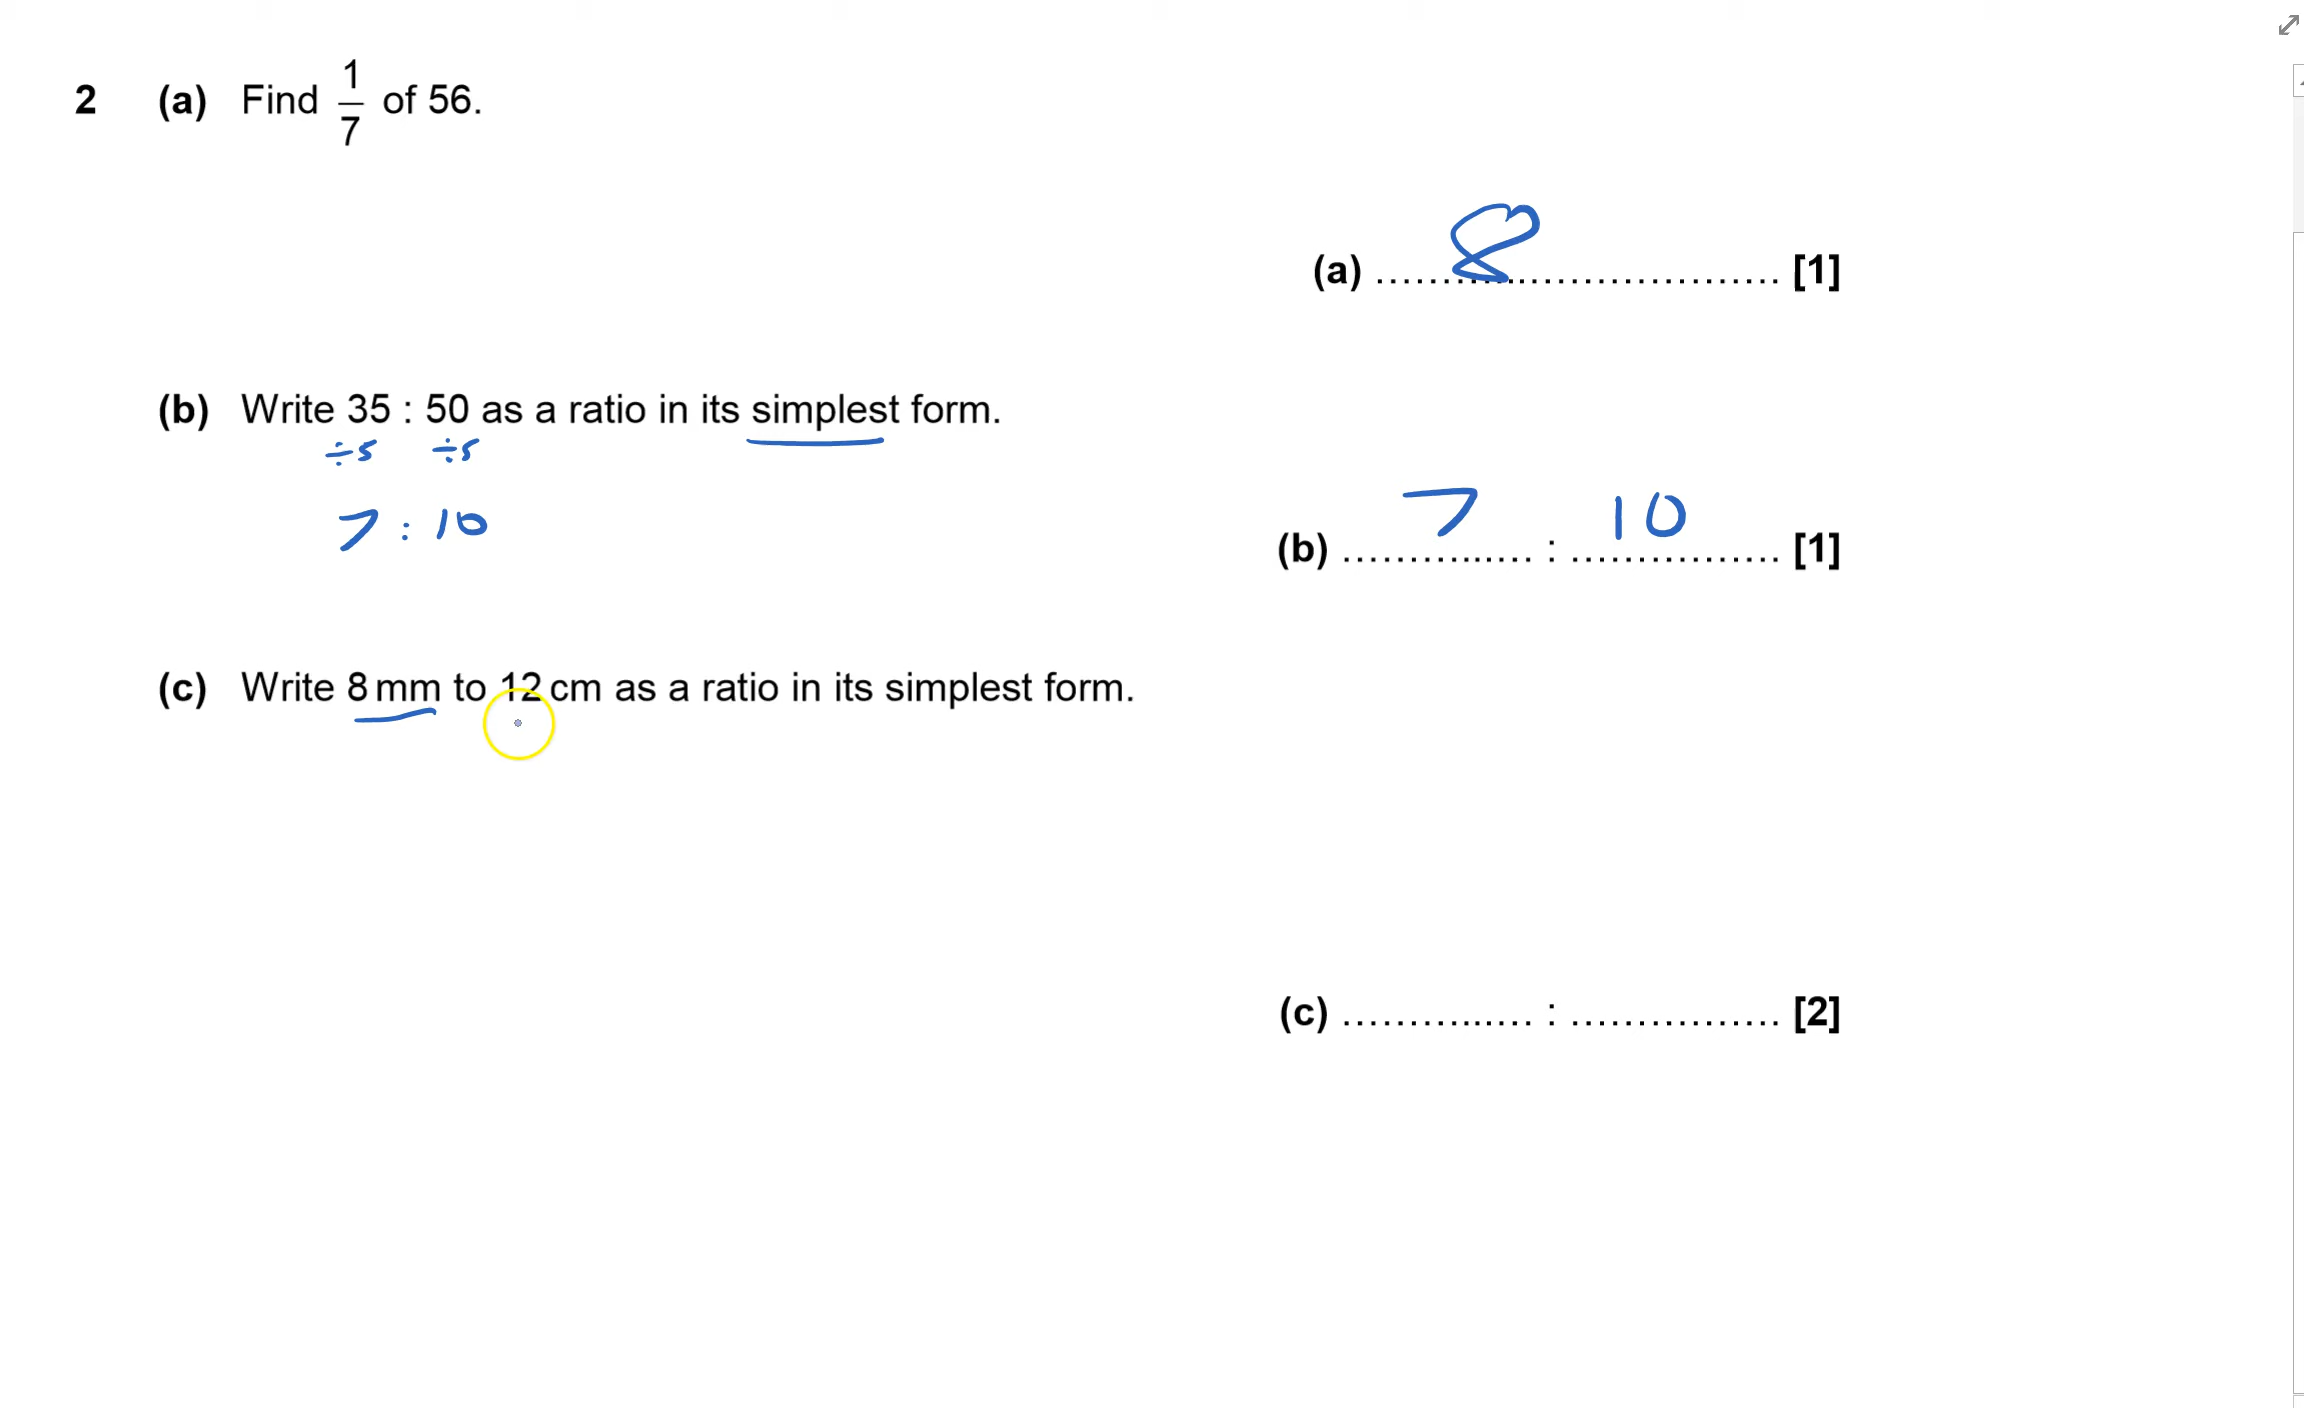 2 (a) Find 1/7 of 56.
8
(a) .............................. [1]
(b) Write 35 : 50 as a ratio in its simplest form.
÷5 ÷5
7 : 10
7 10
(b) .............. : ................ [1]
(c) Write 8 mm to 12 cm as a ratio in its simplest form.
(c) .............. : ................ [2]